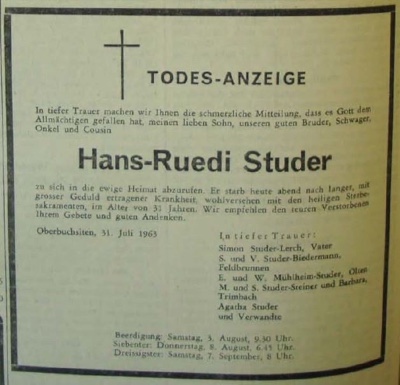 TODES-ANZEIGE
In tiefer Trauer machen wir Ihnen die schmerzliche Mitteilung, dass es Gott dem
Allmächtigen gefallen hat, meinen lieben Sohn, unseren guten Bruder, Schwager,
Onkel und Cousin
Hans-Ruedi Studer
zu sich in die ewige Heimat abzurufen. Er starb heute abend nach langer, mit
grosser Geduld ertragener Krankheit, wohlversehen mit den heiligen Sterbe-
sakramenten, im Alter von 31 Jahren. Wir empfehlen den teuren Verstorbenen
Ihrem Gebete und guten Andenken.
Oberbuchsiten, 31. Juli 1963
In tiefer Trauer:
Simon Studer-Lerch, Vater
S. und V. Studer-Biedermann,
Feldbrunnen
E. und W. Mühlheim-Studer, Olten
M. und S. Studer-Steiner und Barbara,
Trimbach
Agatha Studer
und Verwandte
Beerdigung: Samstag, 3. August, 9.30 Uhr.
Siebenter: Donnerstag, 8. August, 6.45 Uhr.
Dreissigster: Samstag, 7. September, 8 Uhr.